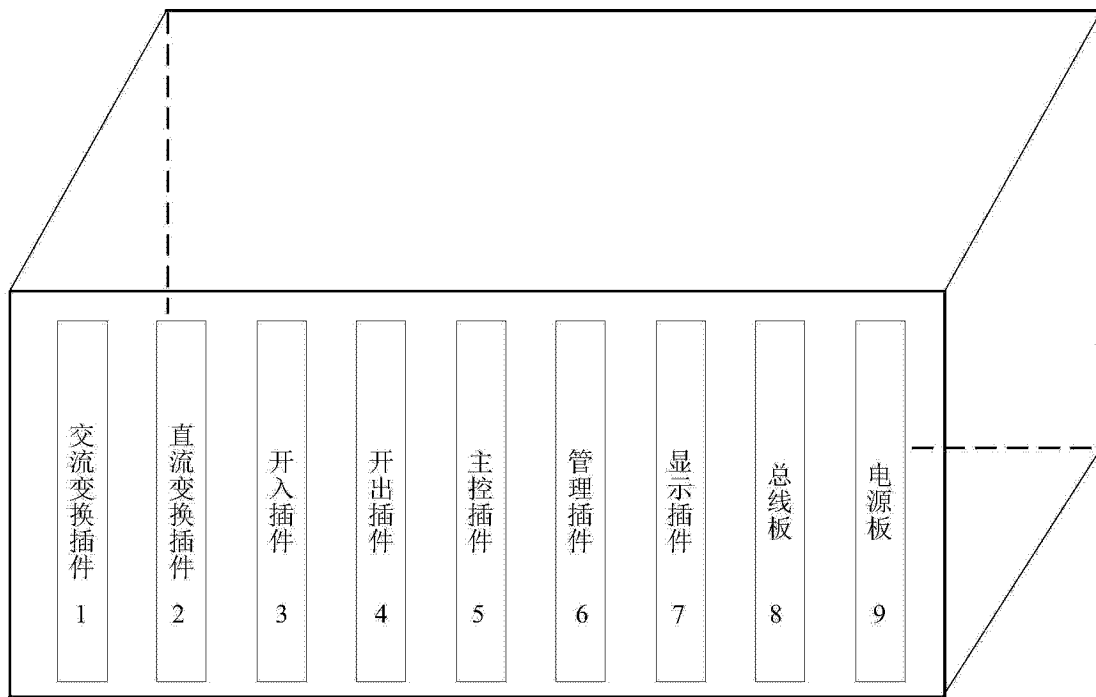 交流变换插件 1
直流变换插件 2
开入插件 3
开出插件 4
主控插件 5
管理插件 6
显示插件 7
总线板 8
电源板 9